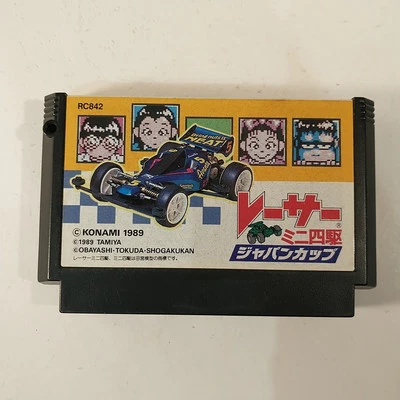 RC842
NEAT!
レーサー
ミニ四駆
ジャパンカップ
© KONAMI 1989
© 1989 TAMIYA
© OBAYASHI・TOKUDA・SHOGAKUKAN
レーサーミニ四駆、ミニ四駆は田宮模型の商標です。